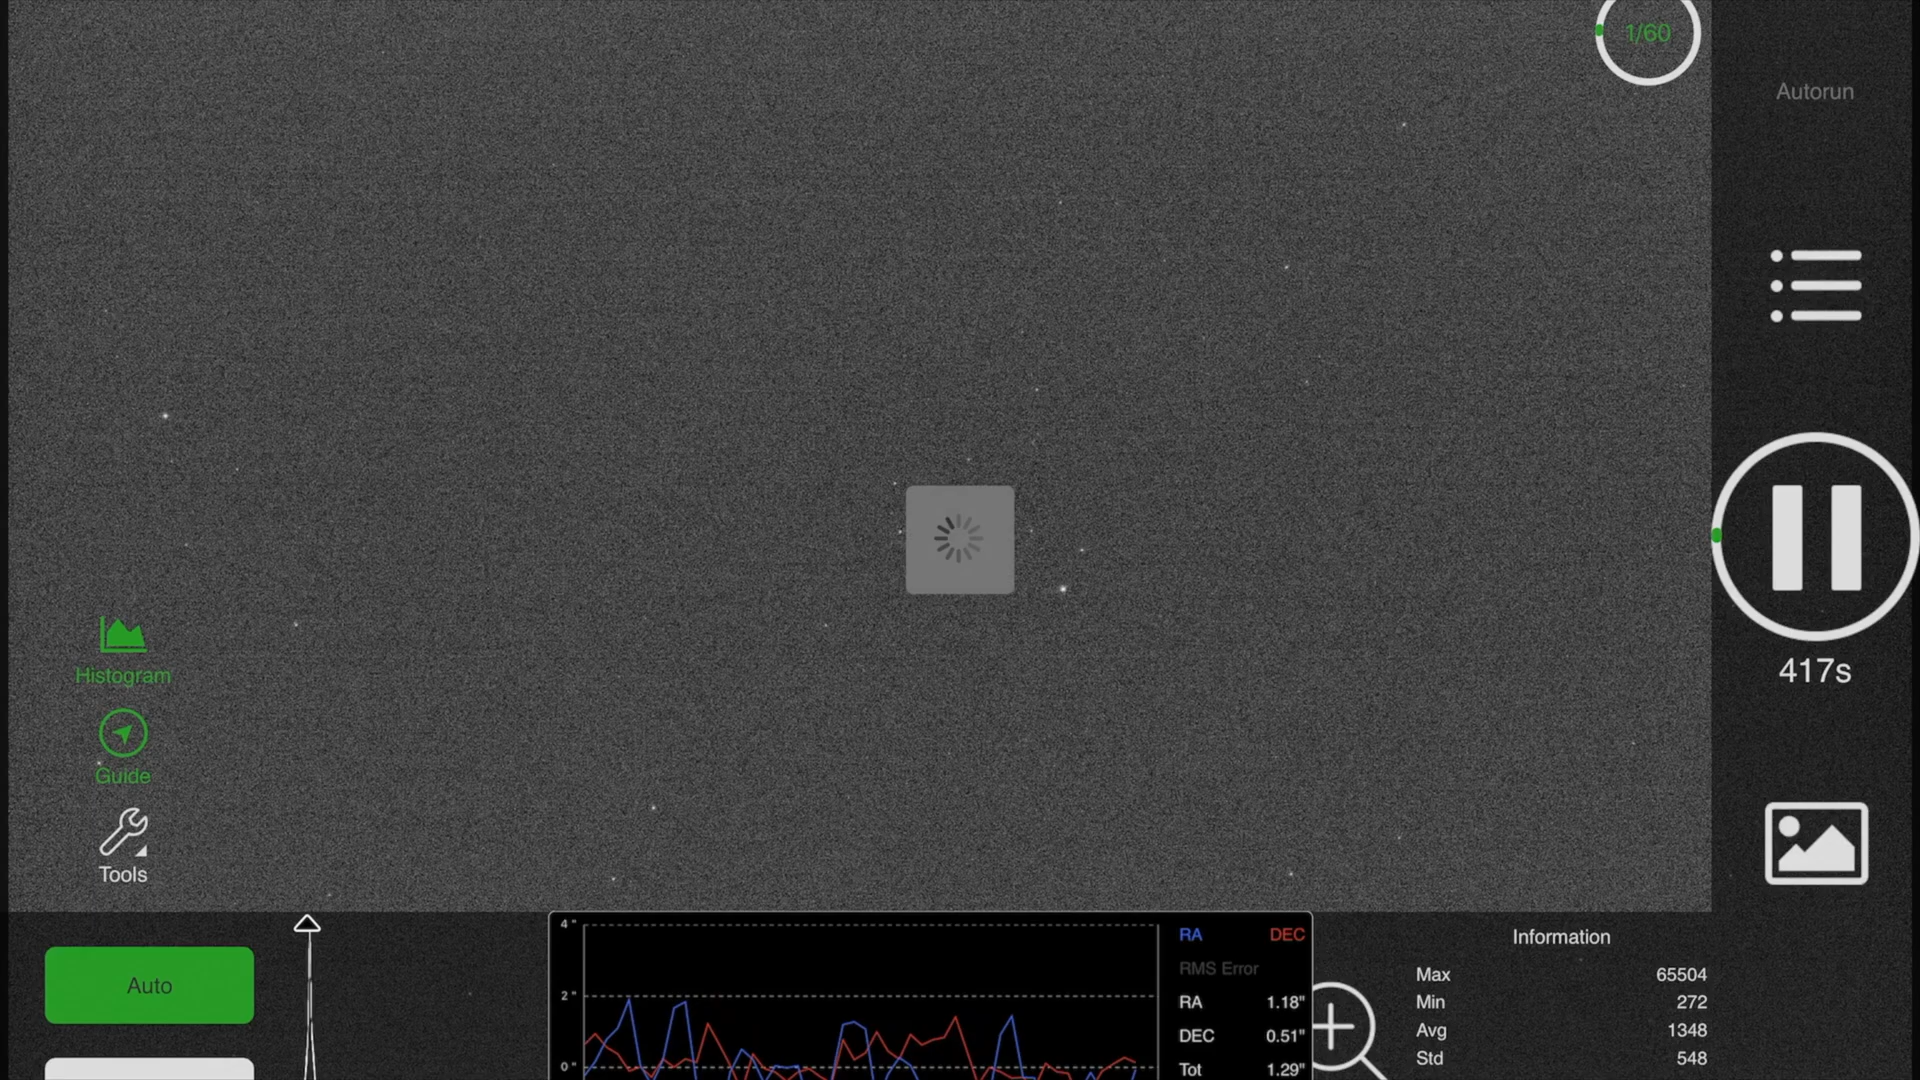 1/60
Autorun
417s
Histogram
Guide
Tools
Auto
4"
2"
0"
RA DEC
RMS Error
RA 1.18"
DEC 0.51"
Tot 1.29"
Information
Max 65504
Min 272
Avg 1348
Std 548